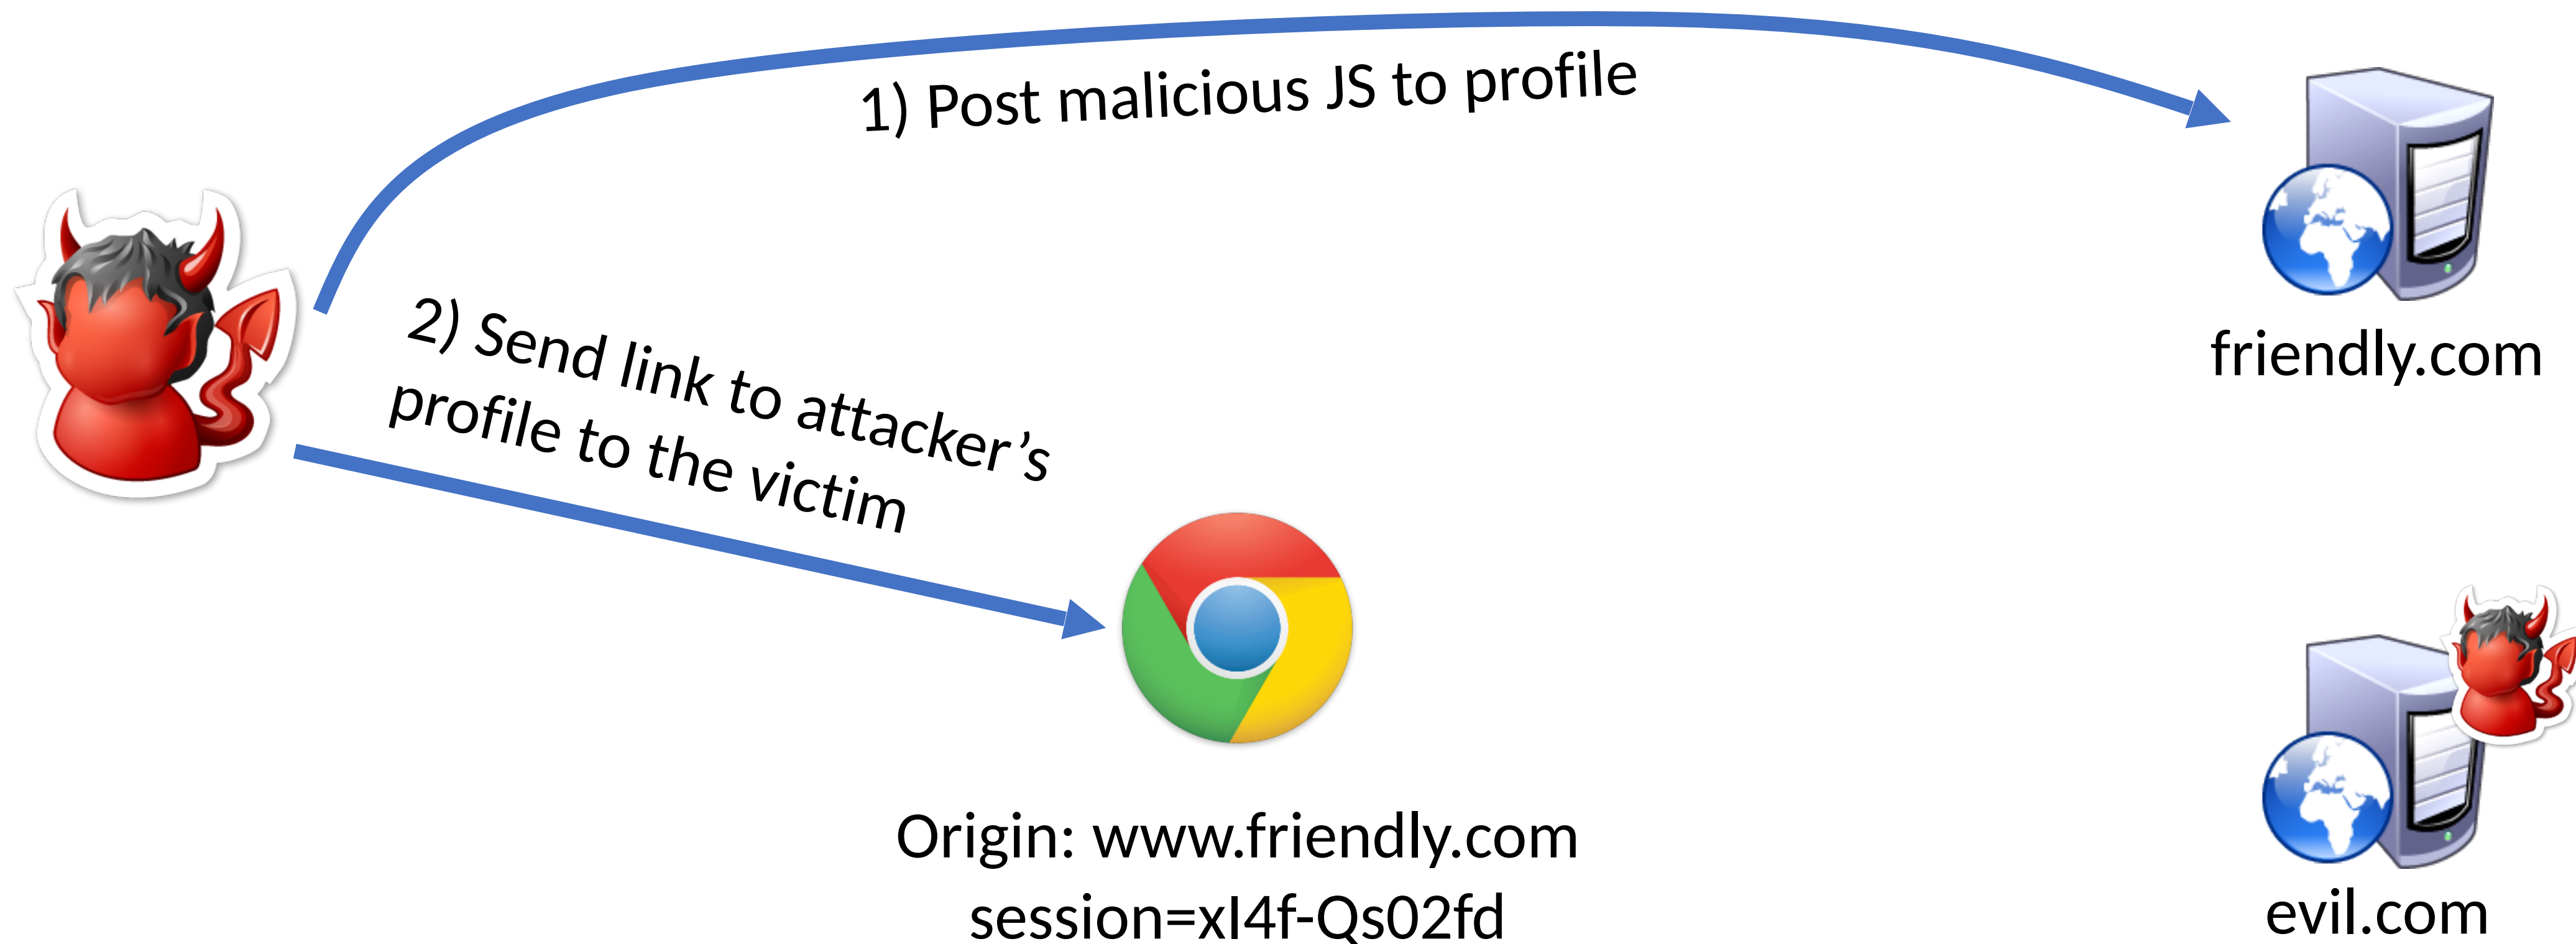 1) Post malicious JS to profile
2) Send link to attacker’s
profile to the victim
friendly.com
Origin: www.friendly.com
session=xI4f-Qs02fd
evil.com